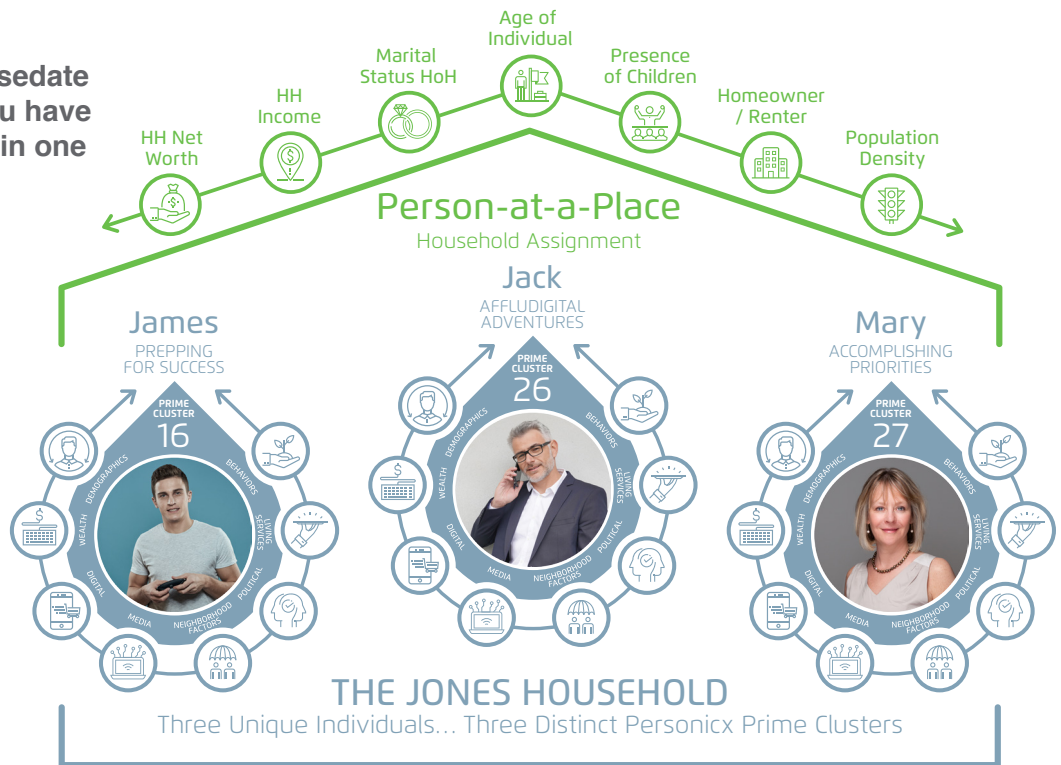 sedate
u have
in one
Age of
Individual
Marital
Status HoH
Presence
of Children
HH
Income
Homeowner
/ Renter
HH Net
Worth
Population
Density
Person-at-a-Place
Household Assignment
James
PREPPING
FOR SUCCESS
PRIME
CLUSTER
16
DEMOGRAPHICS
BEHAVIORS
WEALTH
LIVING
SERVICES
DIGITAL
POLITICAL
MEDIA
NEIGHBORHOOD
FACTORS
Jack
AFFLUDIGITAL
ADVENTURES
PRIME
CLUSTER
26
DEMOGRAPHICS
BEHAVIORS
WEALTH
LIVING
SERVICES
DIGITAL
POLITICAL
MEDIA
NEIGHBORHOOD
FACTORS
Mary
ACCOMPLISHING
PRIORITIES
PRIME
CLUSTER
27
DEMOGRAPHICS
BEHAVIORS
WEALTH
LIVING
SERVICES
DIGITAL
POLITICAL
MEDIA
NEIGHBORHOOD
FACTORS
THE JONES HOUSEHOLD
Three Unique Individuals... Three Distinct Personicx Prime Clusters